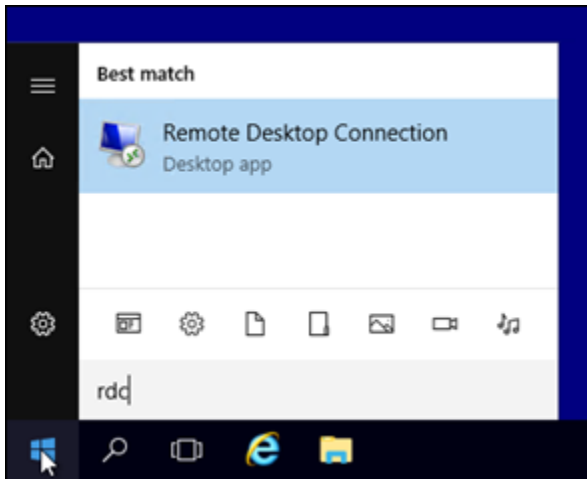 Best match
Remote Desktop Connection
Desktop app
rdc